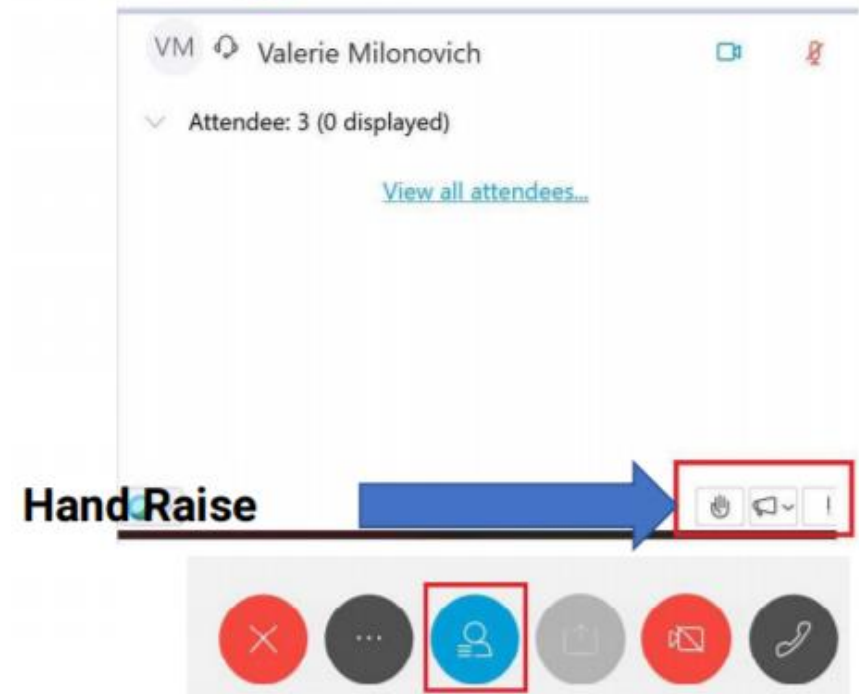 VM Valerie Milonovich
Attendee: 3 (0 displayed)
View all attendees...
Hand Raise